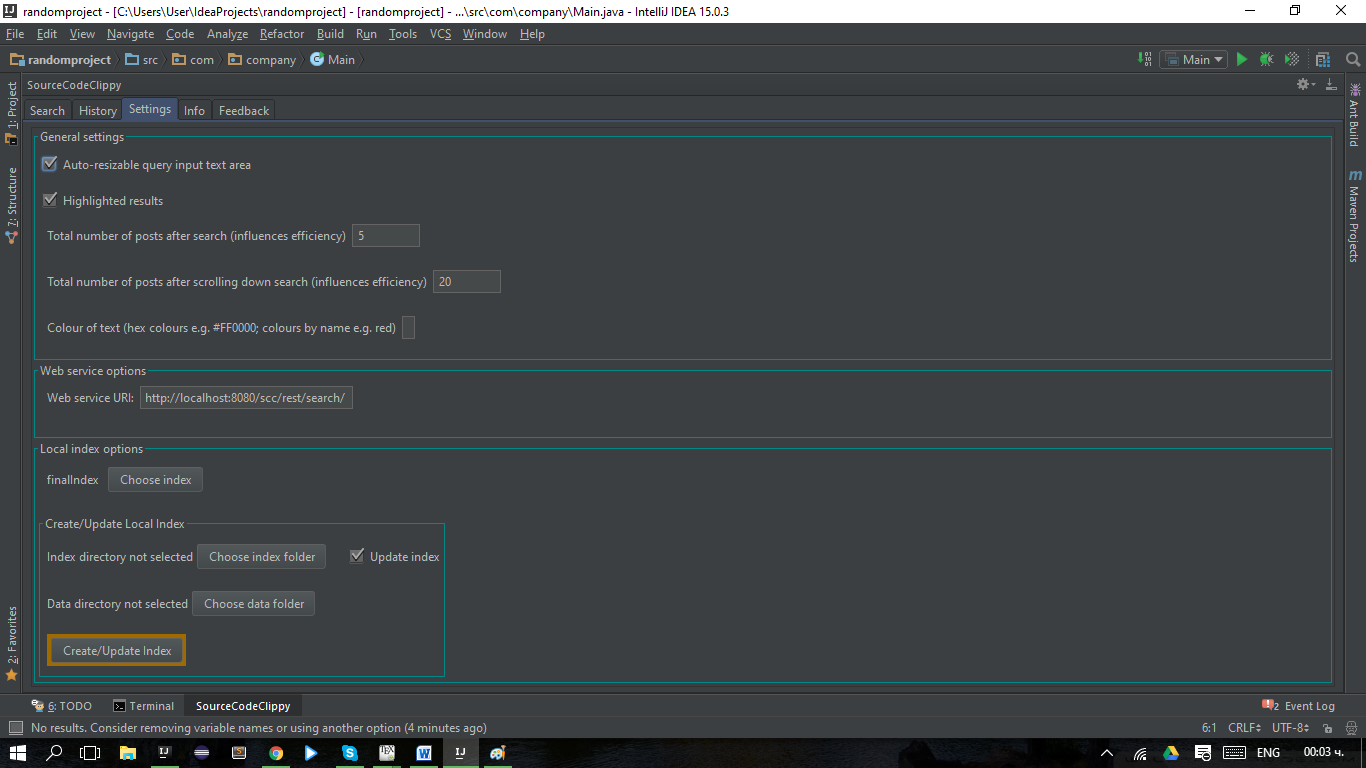 randomproject - [C:\Users\User\IdeaProjects\randomproject] - [randomproject] - ...\src\com\company\Main.java - IntelliJ IDEA 15.0.3
File Edit View Navigate Code Analyze Refactor Build Run Tools VCS Window Help
randomproject src com company Main Main
SourceCodeClippy
Search History Settings Info Feedback
1: Project
7: Structure
2: Favorites
Ant Build
Maven Projects
General settings
Auto-resizable query input text area
Highlighted results
Total number of posts after search (influences efficiency) 5
Total number of posts after scrolling down search (influences efficiency) 20
Colour of text (hex colours e.g. #FF0000; colours by name e.g. red)
Web service options
Web service URI: http://localhost:8080/scc/rest/search/
Local index options
finalIndex Choose index
Create/Update Local Index
Index directory not selected Choose index folder Update index
Data directory not selected Choose data folder
Create/Update Index
6: TODO Terminal SourceCodeClippy 2 Event Log
No results. Consider removing variable names or using another option (4 minutes ago) 6:1 CRLF UTF-8
ENG 00:03 ч.